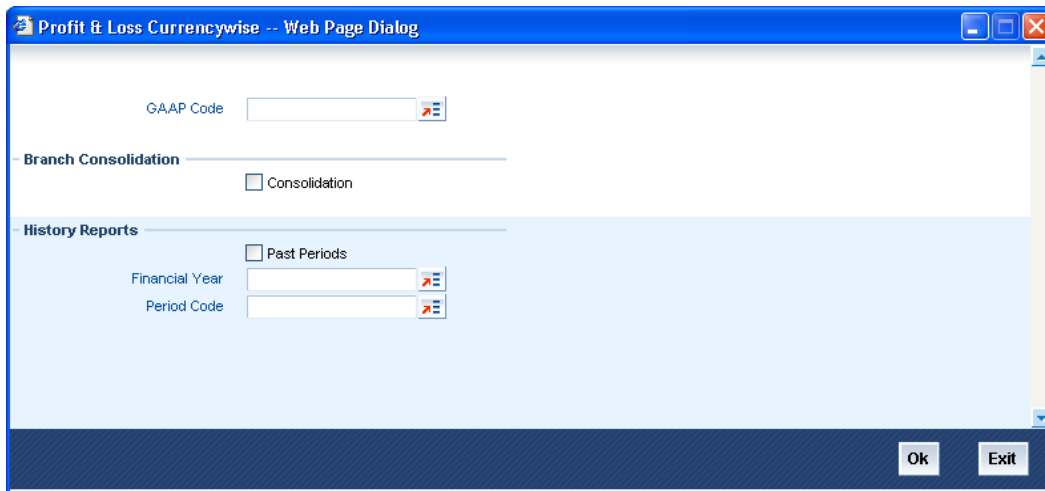 Profit & Loss Currencywise -- Web Page Dialog
GAAP Code
Branch Consolidation
Consolidation
History Reports
Past Periods
Financial Year
Period Code
Ok Exit